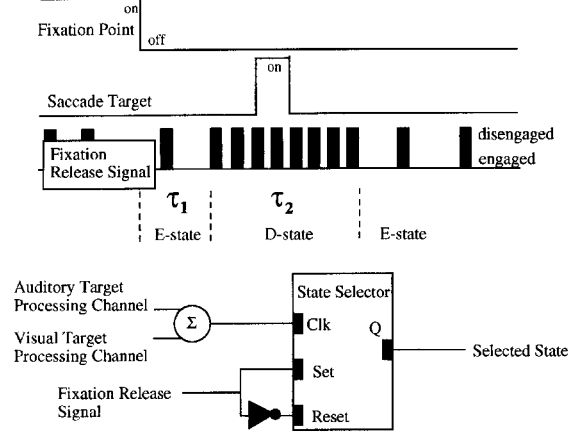 on
Fixation Point
off
on
Saccade Target
disengaged
Fixation
engaged
Release Signal
τ1
τ2
E-state
D-state
E-state
Auditory Target
Processing Channel
State Selector
Σ
Clk
Q
Visual Target
Processing Channel
Selected State
Set
Fixation Release
Signal
Reset